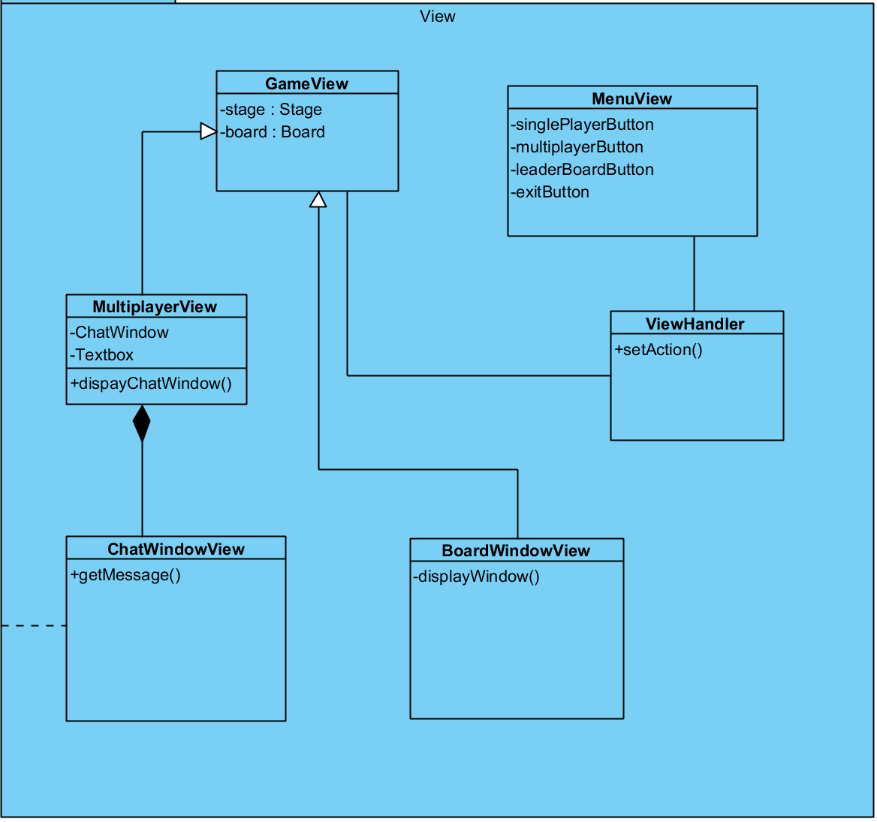 View
GameView
-stage : Stage
-board : Board
MenuView
-singlePlayerButton
-multiplayerButton
-leaderBoardButton
-exitButton
MultiplayerView
-ChatWindow
-Textbox
+dispayChatWindow()
ViewHandler
+setAction()
ChatWindowView
+getMessage()
BoardWindowView
-displayWindow()